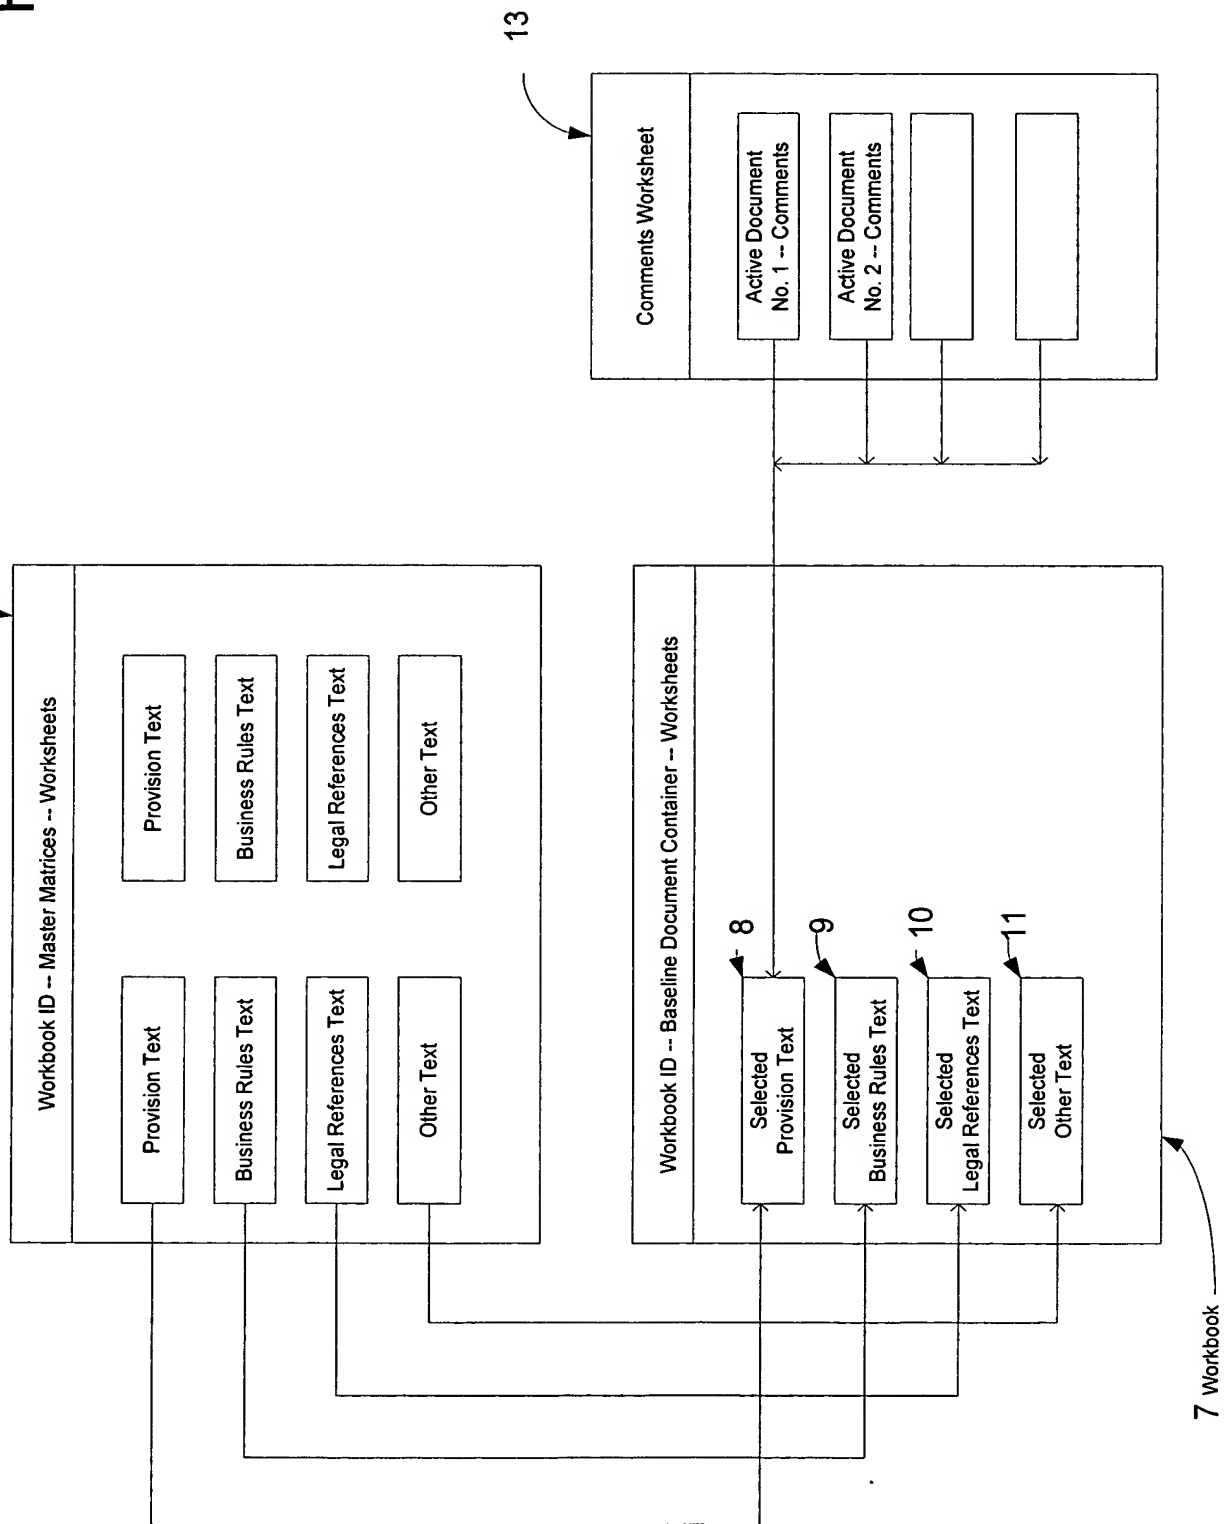 13
Workbook ID -- Master Matrices -- Worksheets
Provision Text
Business Rules Text
Legal References Text
Other Text
Provision Text
Business Rules Text
Legal References Text
Other Text
Workbook ID -- Baseline Document Container -- Worksheets
Selected
Provision Text
8
Selected
Business Rules Text
9
Selected
Legal References Text
10
Selected
Other Text
11
7 Workbook
Comments Worksheet
Active Document
No. 1 -- Comments
Active Document
No. 2 -- Comments